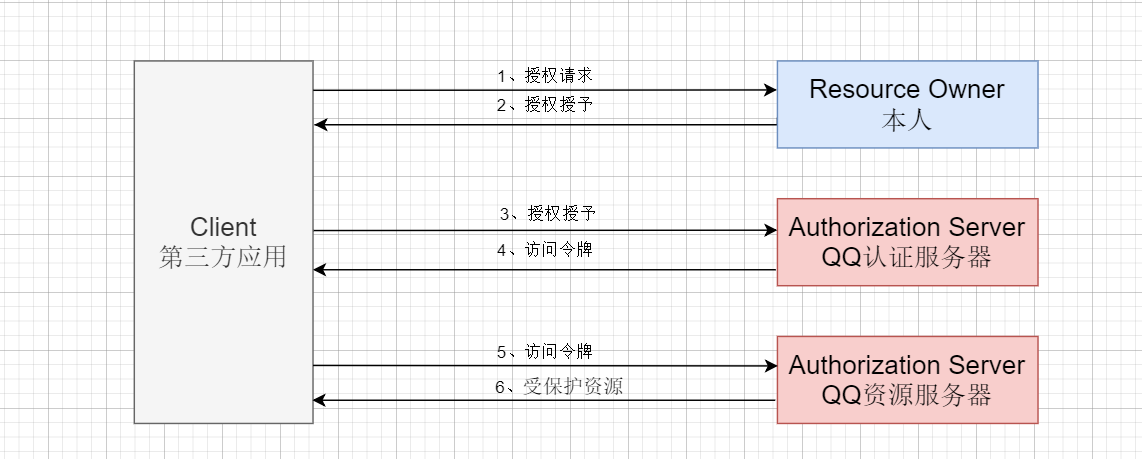 1、授权请求
2、授权授予
Resource Owner
本人
Client
第三方应用
3、授权授予
4、访问令牌
Authorization Server
QQ认证服务器
5、访问令牌
6、受保护资源
Authorization Server
QQ资源服务器